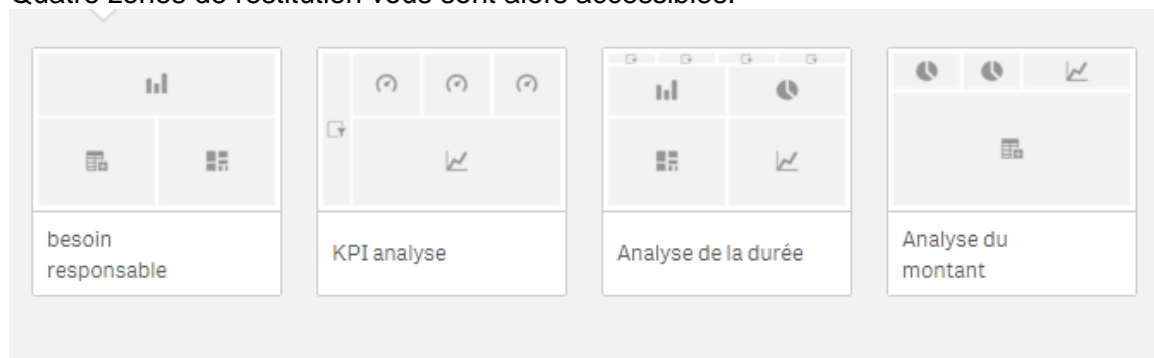 Quatre zones de restitution vous sont alors accessibles.
besoin
responsable
KPI analyse
Analyse de la durée
Analyse du
montant